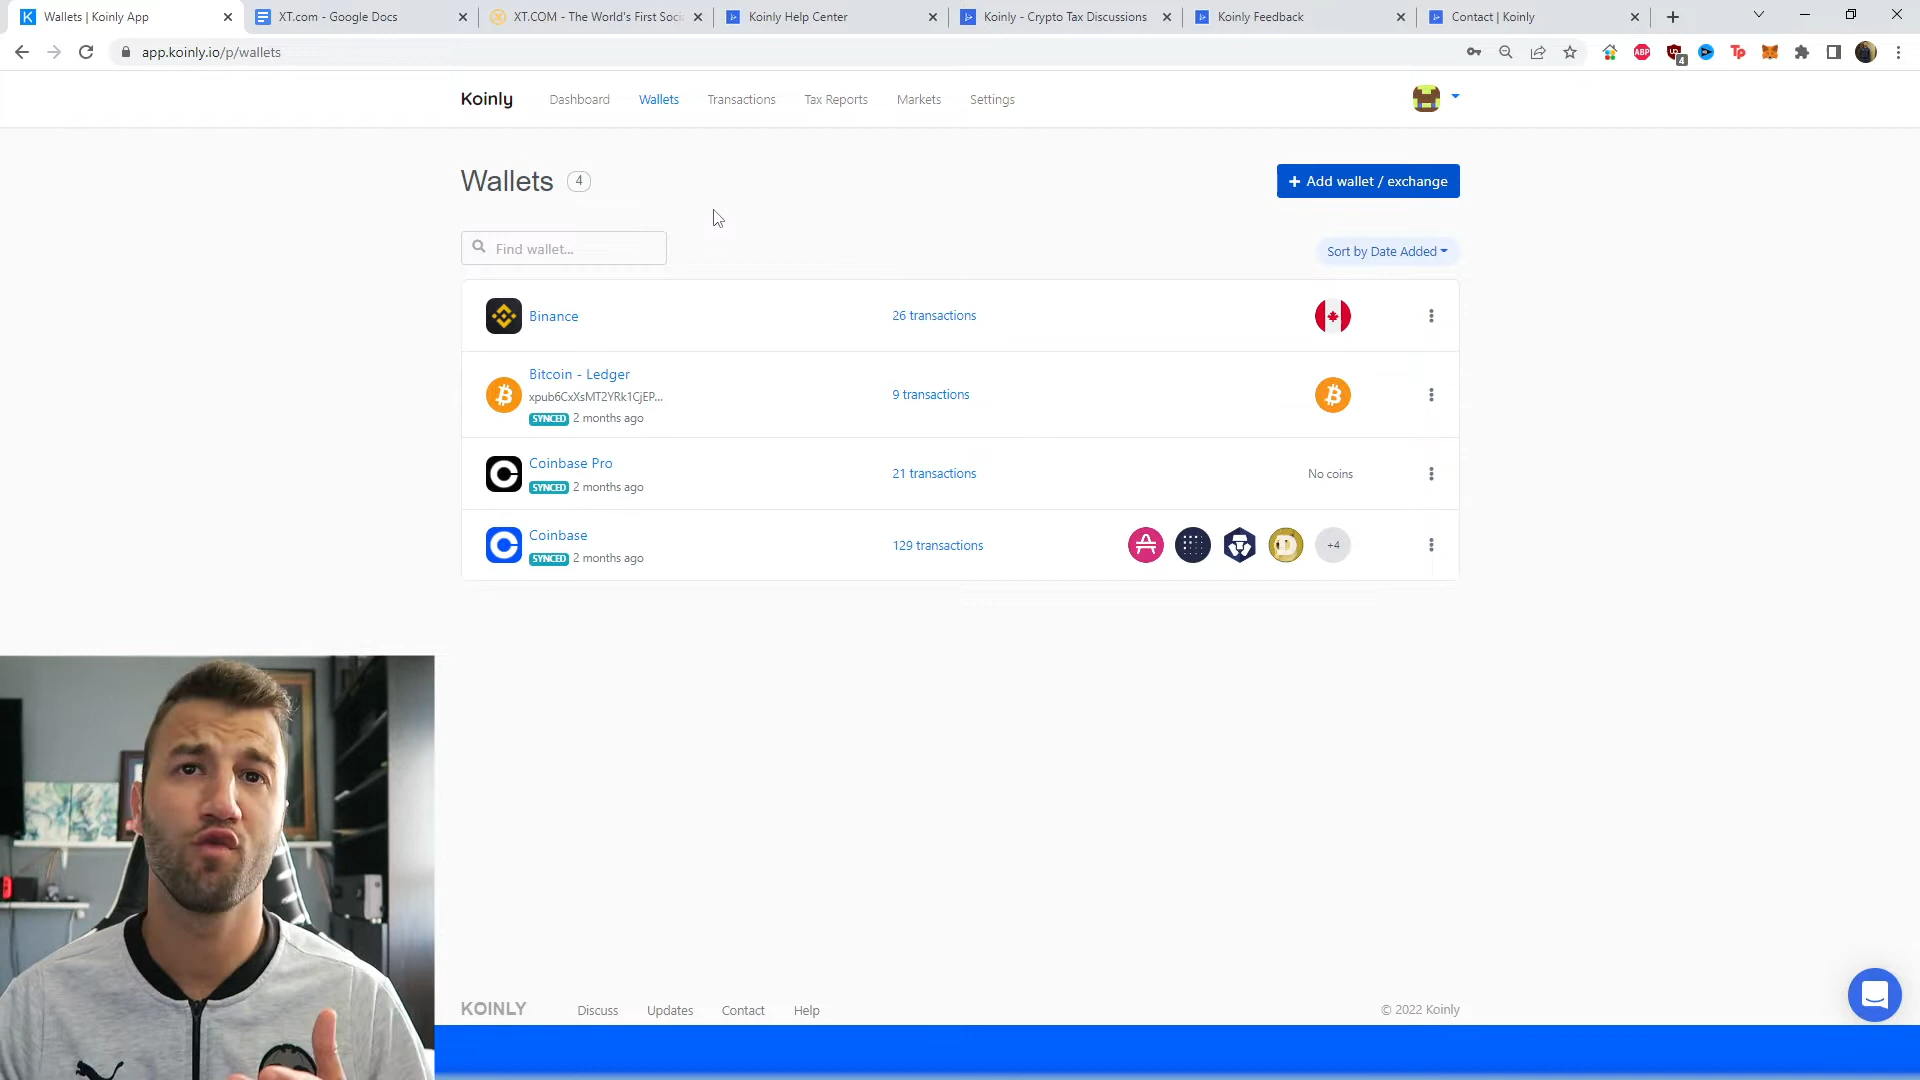 Wallets | Koinly App
XT.com - Google Docs
XT.COM - The World's First Soci
Koinly Help Center
Koinly - Crypto Tax Discussions
Koinly Feedback
Contact | Koinly
app.koinly.io/p/wallets
ABP
4
Tp
Koinly
Dashboard
Wallets
Transactions
Tax Reports
Markets
Settings
Wallets 4
+ Add wallet / exchange
Find wallet...
Sort by Date Added
Binance
26 transactions
Bitcoin - Ledger
xpub6CxXsMT2YRk1CjEP...
SYNCED 2 months ago
9 transactions
Coinbase Pro
SYNCED 2 months ago
21 transactions
No coins
Coinbase
SYNCED 2 months ago
129 transactions
+4
KOINLY
Discuss
Updates
Contact
Help
© 2022 Koinly